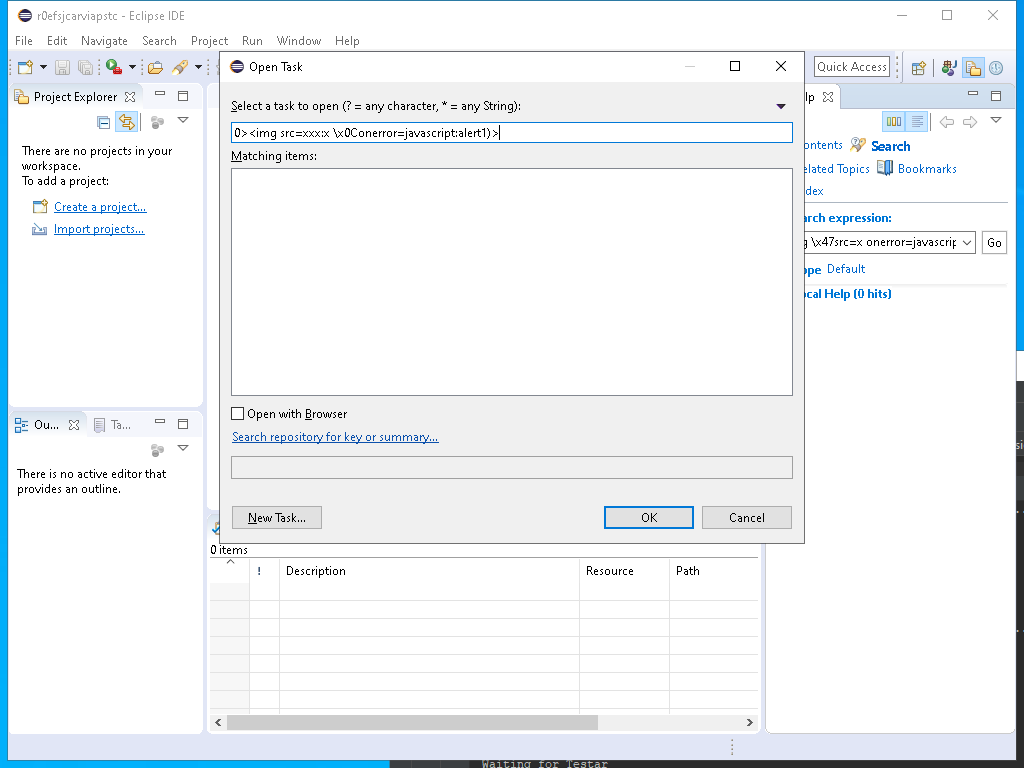 r0efsjcarviapstc - Eclipse IDE
File Edit Navigate Search Project Run Window Help
Quick Access
Project Explorer
There are no projects in your
workspace.
To add a project:
Create a project...
Import projects...
Ou...
Ta...
There is no active editor that
provides an outline.
Open Task
Select a task to open (? = any character, * = any String):
0><img src=xxx:x \x0Conerror=javascript:alert1)>
Matching items:
Open with Browser
Search repository for key or summary...
New Task...
OK
Cancel
0 items
! Description Resource Path
lp
ontents
Search
elated Topics
Bookmarks
dex
arch expression:
\x47src=x onerror=javascrip
Go
ope Default
cal Help (0 hits)
Waiting for Testar